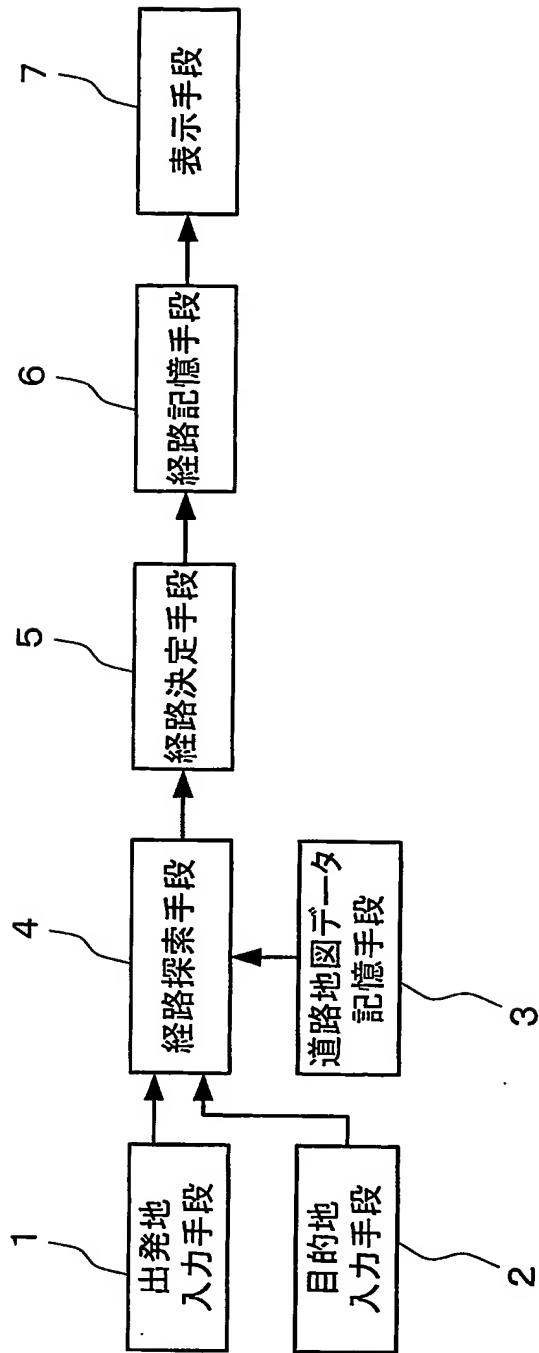 1
出発地
入力手段
2
目的地
入力手段
3
道路地図データ
記憶手段
4
経路探索手段
5
経路決定手段
6
経路記憶手段
7
表示手段